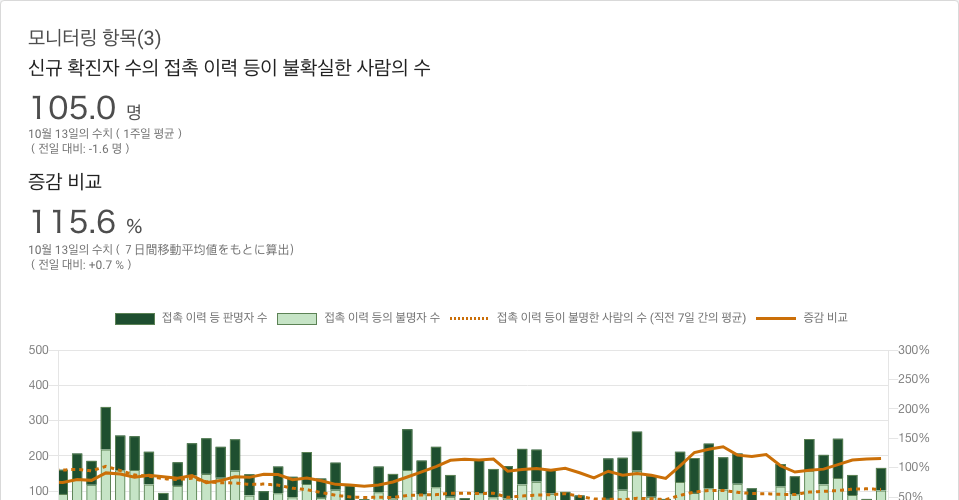 모니터링 항목(3)
신규 확진자 수의 접촉 이력 등이 불확실한 사람의 수
105.0 명
10월 13일의 수치 ( 1주일 평균 )
( 전일 대비: -1.6 명 )
증감 비교
115.6 %
10월 13일의 수치 ( 7日間移動平均値をもとに算出)
( 전일 대비: +0.7 % )
접촉 이력 등 판명자 수 접촉 이력 등의 불명자 수 접촉 이력 등이 불명한 사람의 수 (직전 7일 간의 평균) 증감 비교
500 300%
250%
400
200%
300
150%
200
100%
100
50%